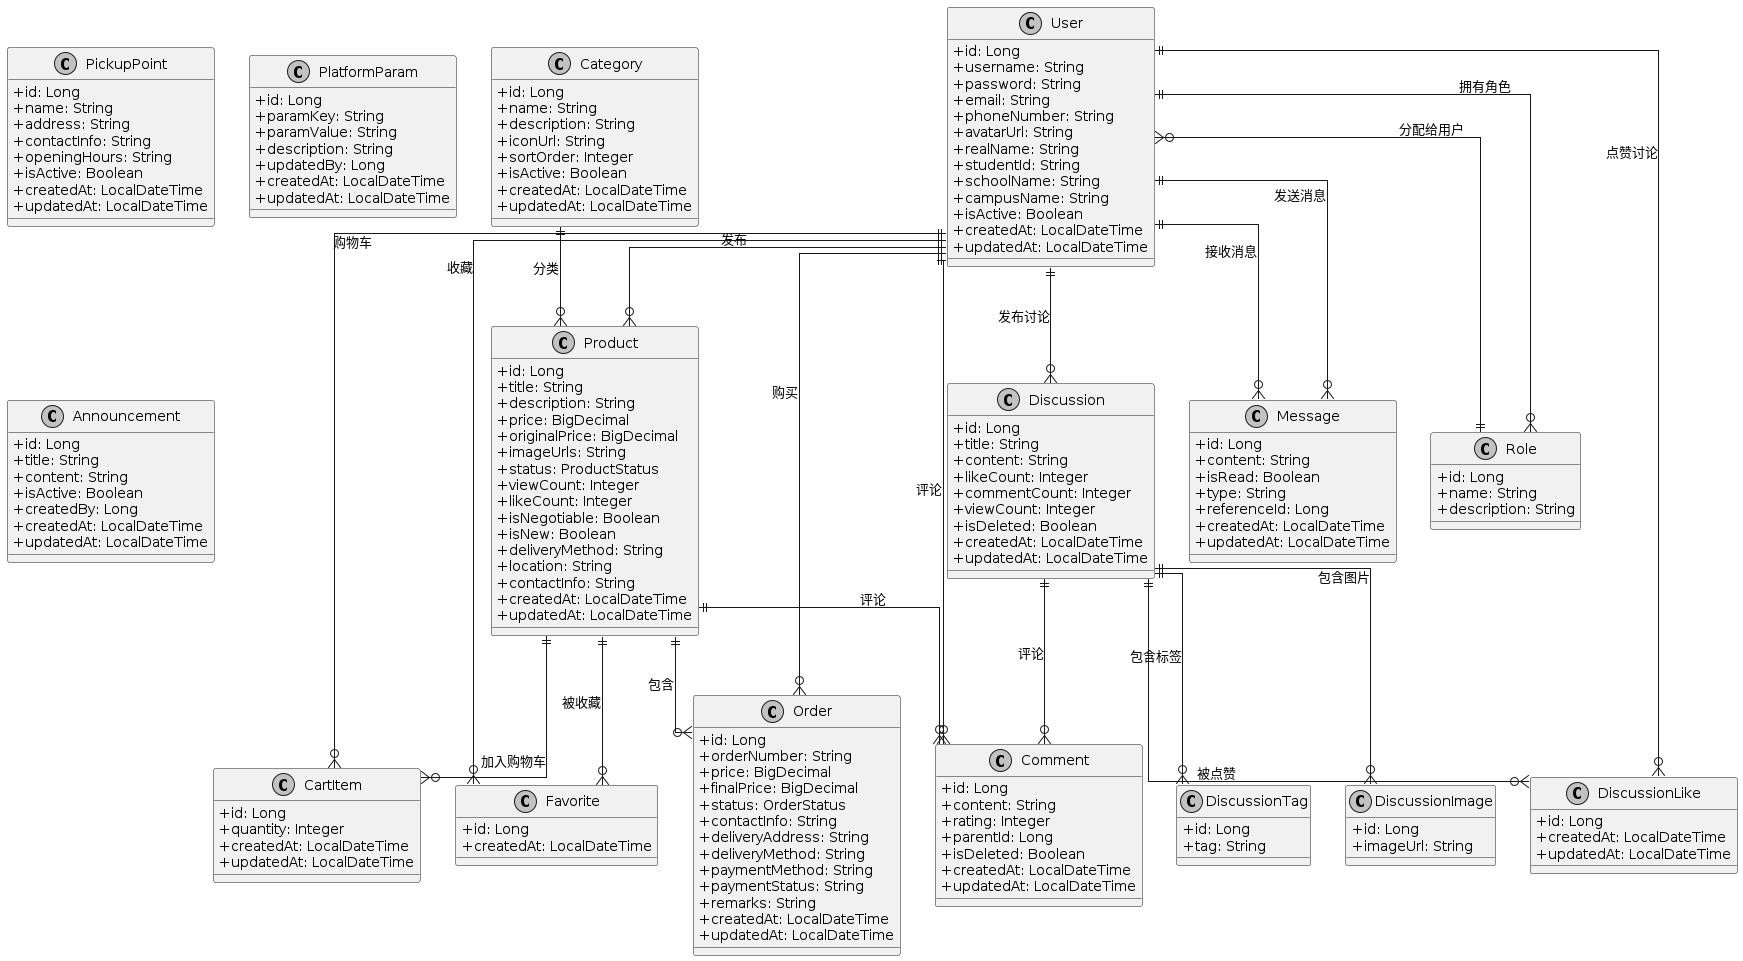 C PickupPoint
+id: Long
+name: String
+address: String
+contactInfo: String
+openingHours: String
+isActive: Boolean
+createdAt: LocalDateTime
+updatedAt: LocalDateTime
C PlatformParam
+id: Long
+paramKey: String
+paramValue: String
+description: String
+updatedBy: Long
+createdAt: LocalDateTime
+updatedAt: LocalDateTime
C Category
+id: Long
+name: String
+description: String
+iconUrl: String
+sortOrder: Integer
+isActive: Boolean
+createdAt: LocalDateTime
+updatedAt: LocalDateTime
C User
+id: Long
+username: String
+password: String
+email: String
+phoneNumber: String
+avatarUrl: String
+realName: String
+studentId: String
+schoolName: String
+campusName: String
+isActive: Boolean
+createdAt: LocalDateTime
+updatedAt: LocalDateTime
拥有角色
分配给用户
点赞讨论
发送消息
接收消息
购物车
收藏
分类
发布
发布讨论
购买
评论
C Announcement
+id: Long
+title: String
+content: String
+isActive: Boolean
+createdBy: Long
+createdAt: LocalDateTime
+updatedAt: LocalDateTime
C Product
+id: Long
+title: String
+description: String
+price: BigDecimal
+originalPrice: BigDecimal
+imageUrls: String
+status: ProductStatus
+viewCount: Integer
+likeCount: Integer
+isNegotiable: Boolean
+isNew: Boolean
+deliveryMethod: String
+location: String
+contactInfo: String
+createdAt: LocalDateTime
+updatedAt: LocalDateTime
C Discussion
+id: Long
+title: String
+content: String
+likeCount: Integer
+commentCount: Integer
+viewCount: Integer
+isDeleted: Boolean
+createdAt: LocalDateTime
+updatedAt: LocalDateTime
C Message
+id: Long
+content: String
+isRead: Boolean
+type: String
+referenceId: Long
+createdAt: LocalDateTime
+updatedAt: LocalDateTime
C Role
+id: Long
+name: String
+description: String
评论
包含图片
评论
包含标签
包含
被收藏
加入购物车
被点赞
C CartItem
+id: Long
+quantity: Integer
+createdAt: LocalDateTime
+updatedAt: LocalDateTime
C Favorite
+id: Long
+createdAt: LocalDateTime
C Order
+id: Long
+orderNumber: String
+price: BigDecimal
+finalPrice: BigDecimal
+status: OrderStatus
+contactInfo: String
+deliveryAddress: String
+deliveryMethod: String
+paymentMethod: String
+paymentStatus: String
+remarks: String
+createdAt: LocalDateTime
+updatedAt: LocalDateTime
C Comment
+id: Long
+content: String
+rating: Integer
+parentId: Long
+isDeleted: Boolean
+createdAt: LocalDateTime
+updatedAt: LocalDateTime
C DiscussionTag
+id: Long
+tag: String
C DiscussionImage
+id: Long
+imageUrl: String
C DiscussionLike
+id: Long
+createdAt: LocalDateTime
+updatedAt: LocalDateTime